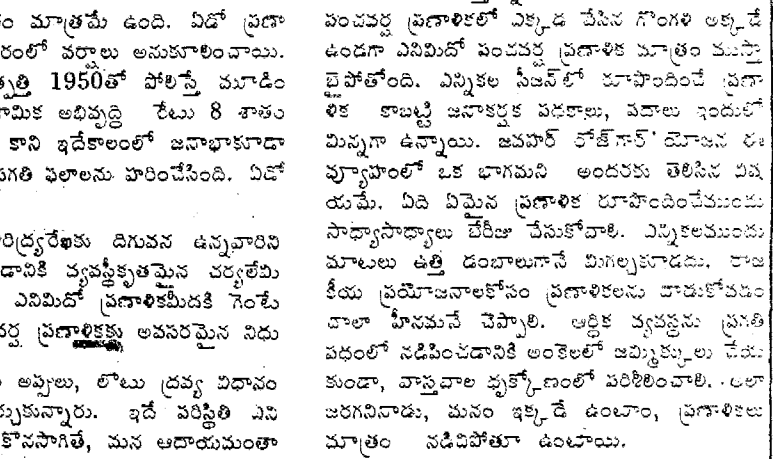 ం మాత్రమే ఉంది. ఏడో ప్రణా
రంలో వర్షాలు అనుకూలించాయి.
త్పత్తి 1950తో పోలిస్తే మూడిం
గామిక అభివృద్ధి రేటు 8 శాతం
కాని ఇదేకాలంలో జనాభాకూడా
పగతి ఫలాలను హరించేసింది. ఏడో
రిద్ర్యరేఖకు దిగువన ఉన్నవారిని
డానికి వ్యవస్థీకృతమైన చర్యలేమి
ఎనిమిదో ప్రణాళికమీదకి గెంటే
వర్ష ప్రణాళికకు అవసరమైన నిధు
అప్పులు, లోటు ద్రవ్య విధానం
ర్చుకున్నారు. ఇదే పరిస్థితి ఎని
కొనసాగితే, మన ఆదాయమంతా
పంచవర్ష ప్రణాళికలో ఎక్కడ వేసిన గొంగళి అక్కడే
ఉండగా ఎనిమిదో పంచవర్ష ప్రణాళిక మాత్రం ముస్తా
బైపోతోంది. ఎన్నికల సీజన్‌లో రూపొందించే ప్రణా
ళిక కాబట్టి జనాకర్షక పథకాలు, పదాలు ఇందులో
మిన్నగా ఉన్నాయి. జవహర్ రోజ్‌గార్ యోజన ఈ
వ్యూహంలో ఒక భాగమని అందరకు తెలిసిన విష
యమే. ఏది ఏమైన ప్రణాళిక రూపొందించేముందు
సాధ్యాసాధ్యాలు బేరీజు వేసుకోవాలి. ఎన్నికలముందు
మాటలు ఉత్తి డంబాలుగానే మిగల్చకూడదు. రాజ
కీయ ప్రయోజనాలకోసం ప్రణాళికలను వాడుకోవడం
చాలా హీనమనే చెప్పాలి. ఆర్థిక వ్యవస్థను ప్రగతి
పథంలో నడిపించడానికి అంకెలలో జమ్మిక్కులు చేయ
కుండా, వాస్తవాల ధృక్కోణంలో పరిశీలించాలి. అలా
జరగనినాడు, మనం ఇక్కడే ఉంటాం, ప్రణాళికలు
మాత్రం నడిచిపోతూ ఉంటాయి.